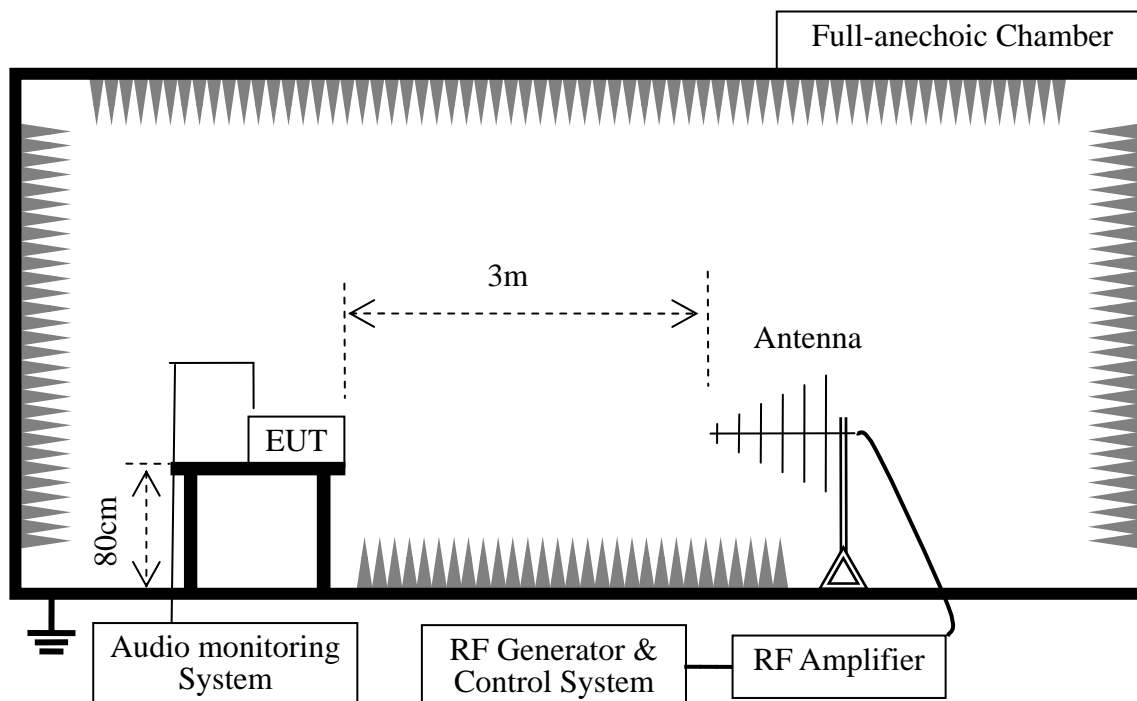 Full-anechoic Chamber
3m
Antenna
EUT
80cm
Audio monitoring
System
RF Generator &
Control System
RF Amplifier